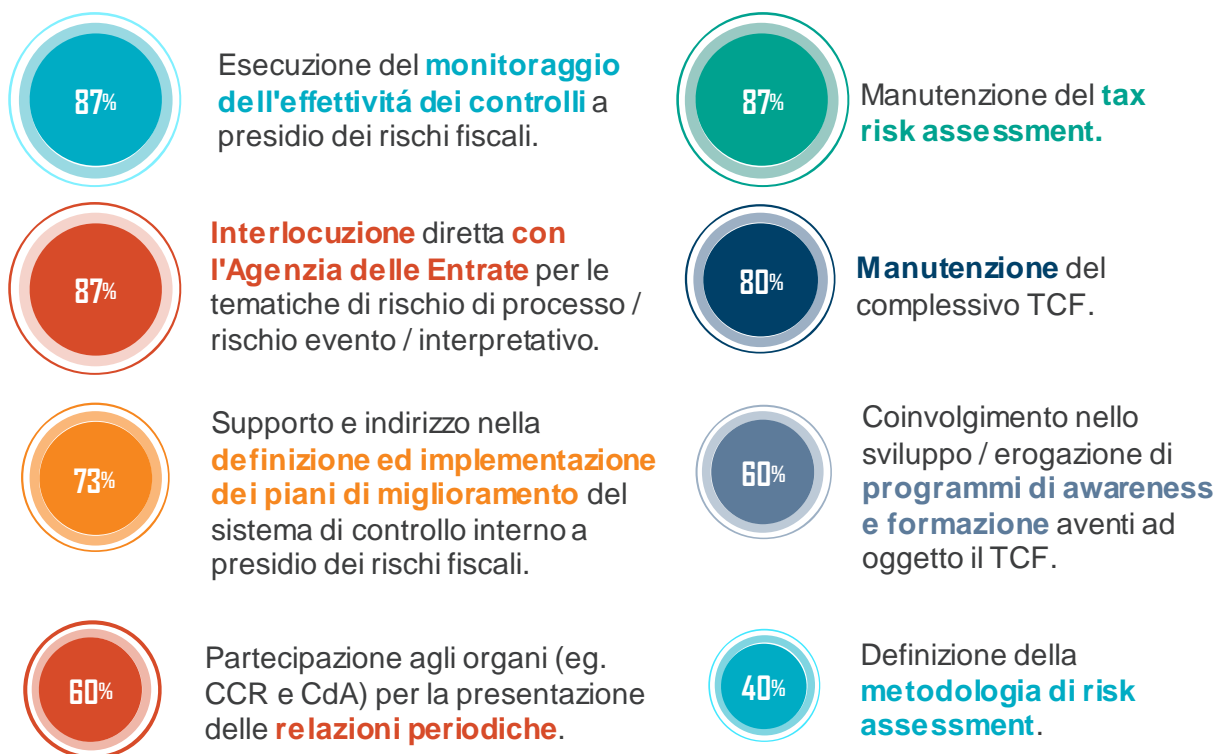 87%
Esecuzione del monitoraggio
dell'effettivitá dei controlli a
presidio dei rischi fiscali.
87%
Manutenzione del tax
risk assessment.
87%
Interlocuzione diretta con
l'Agenzia delle Entrate per le
tematiche di rischio di processo /
rischio evento / interpretativo.
80%
Manutenzione del
complessivo TCF.
73%
Supporto e indirizzo nella
definizione ed implementazione
dei piani di miglioramento del
sistema di controllo interno a
presidio dei rischi fiscali.
60%
Coinvolgimento nello
sviluppo / erogazione di
programmi di awareness
e formazione aventi ad
oggetto il TCF.
60%
Partecipazione agli organi (eg.
CCR e CdA) per la presentazione
delle relazioni periodiche.
40%
Definizione della
metodologia di risk
assessment.